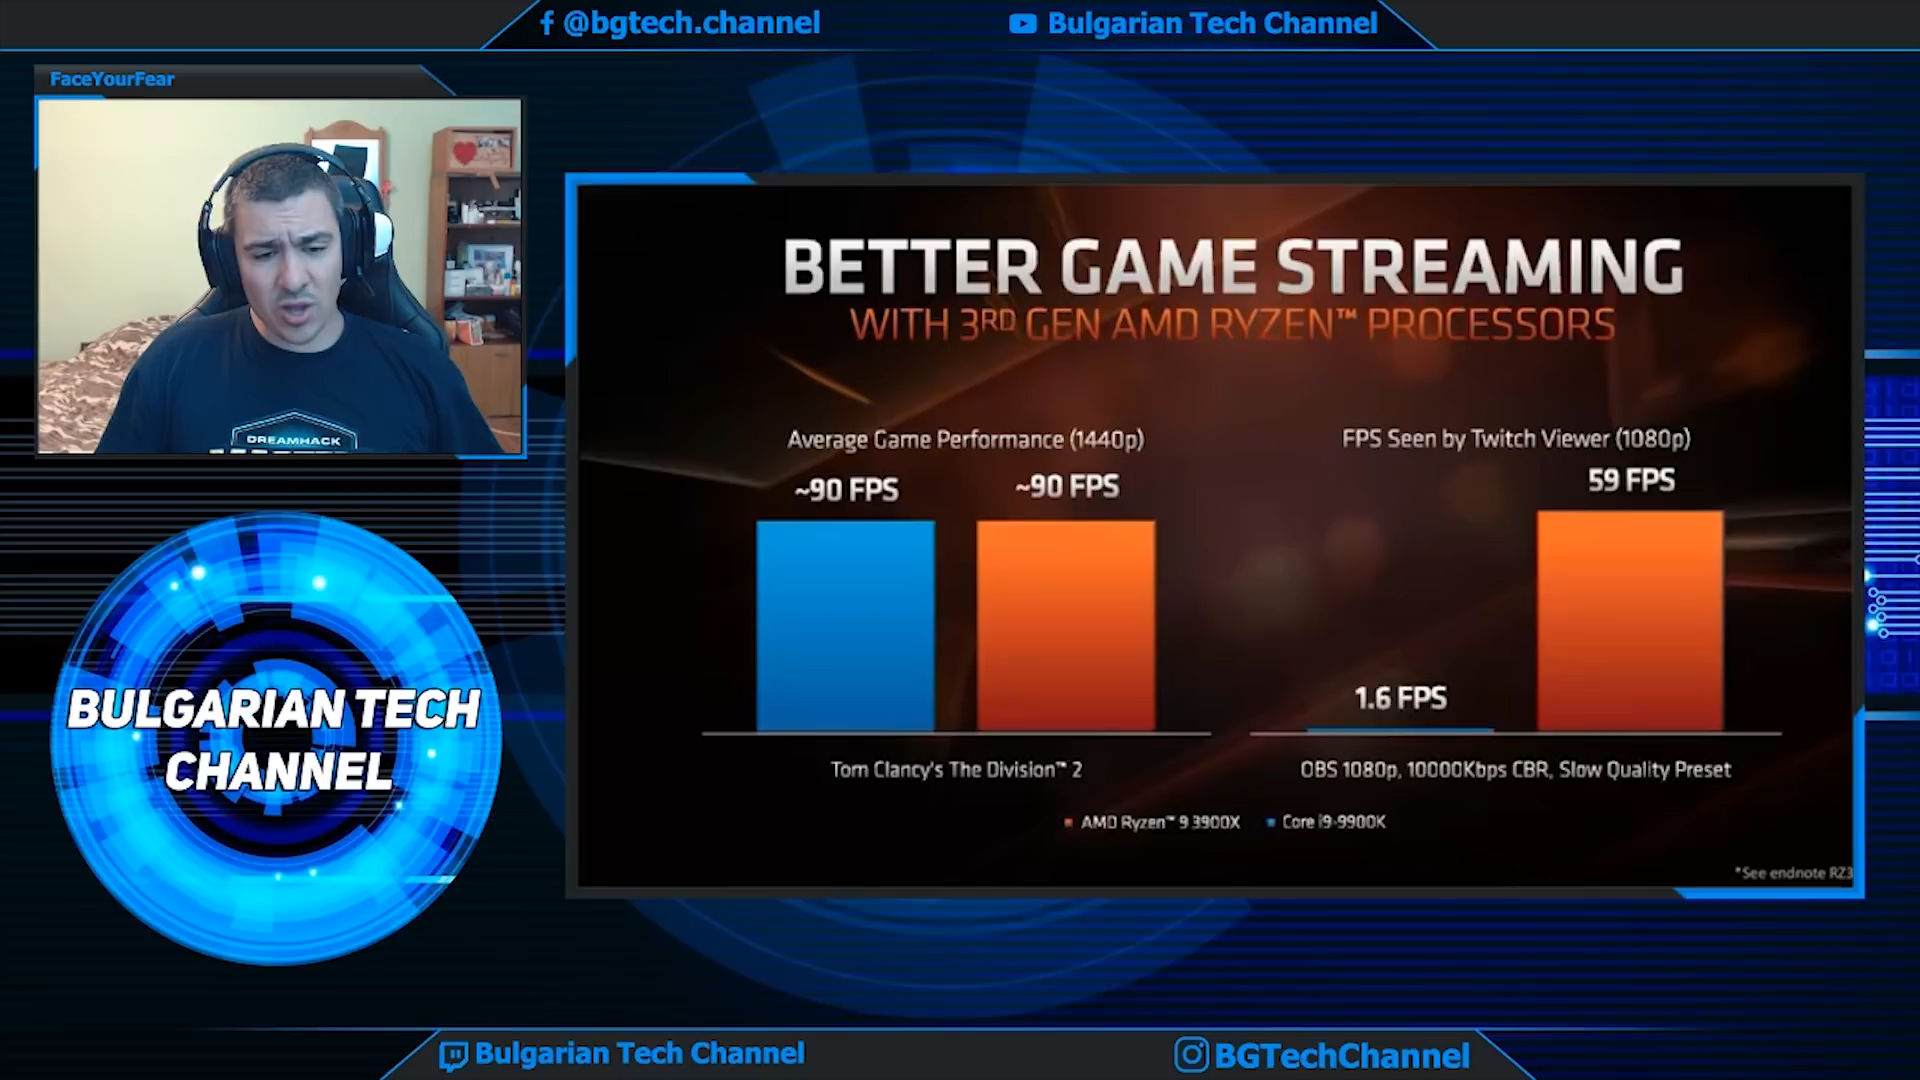 @bgtech.channel
Bulgarian Tech Channel
FaceYourFear
DREAMHACK
BETTER GAME STREAMING
WITH 3RD GEN AMD RYZEN™ PROCESSORS
Average Game Performance (1440p)
~90 FPS
~90 FPS
Tom Clancy's The Division™ 2
FPS Seen by Twitch Viewer (1080p)
1.6 FPS
59 FPS
OBS 1080p, 10000Kbps CBR, Slow Quality Preset
AMD Ryzen™ 9 3900X
Core i9-9900K
*See endnote RZ3
BULGARIAN TECH
CHANNEL
Bulgarian Tech Channel
BGTechChannel